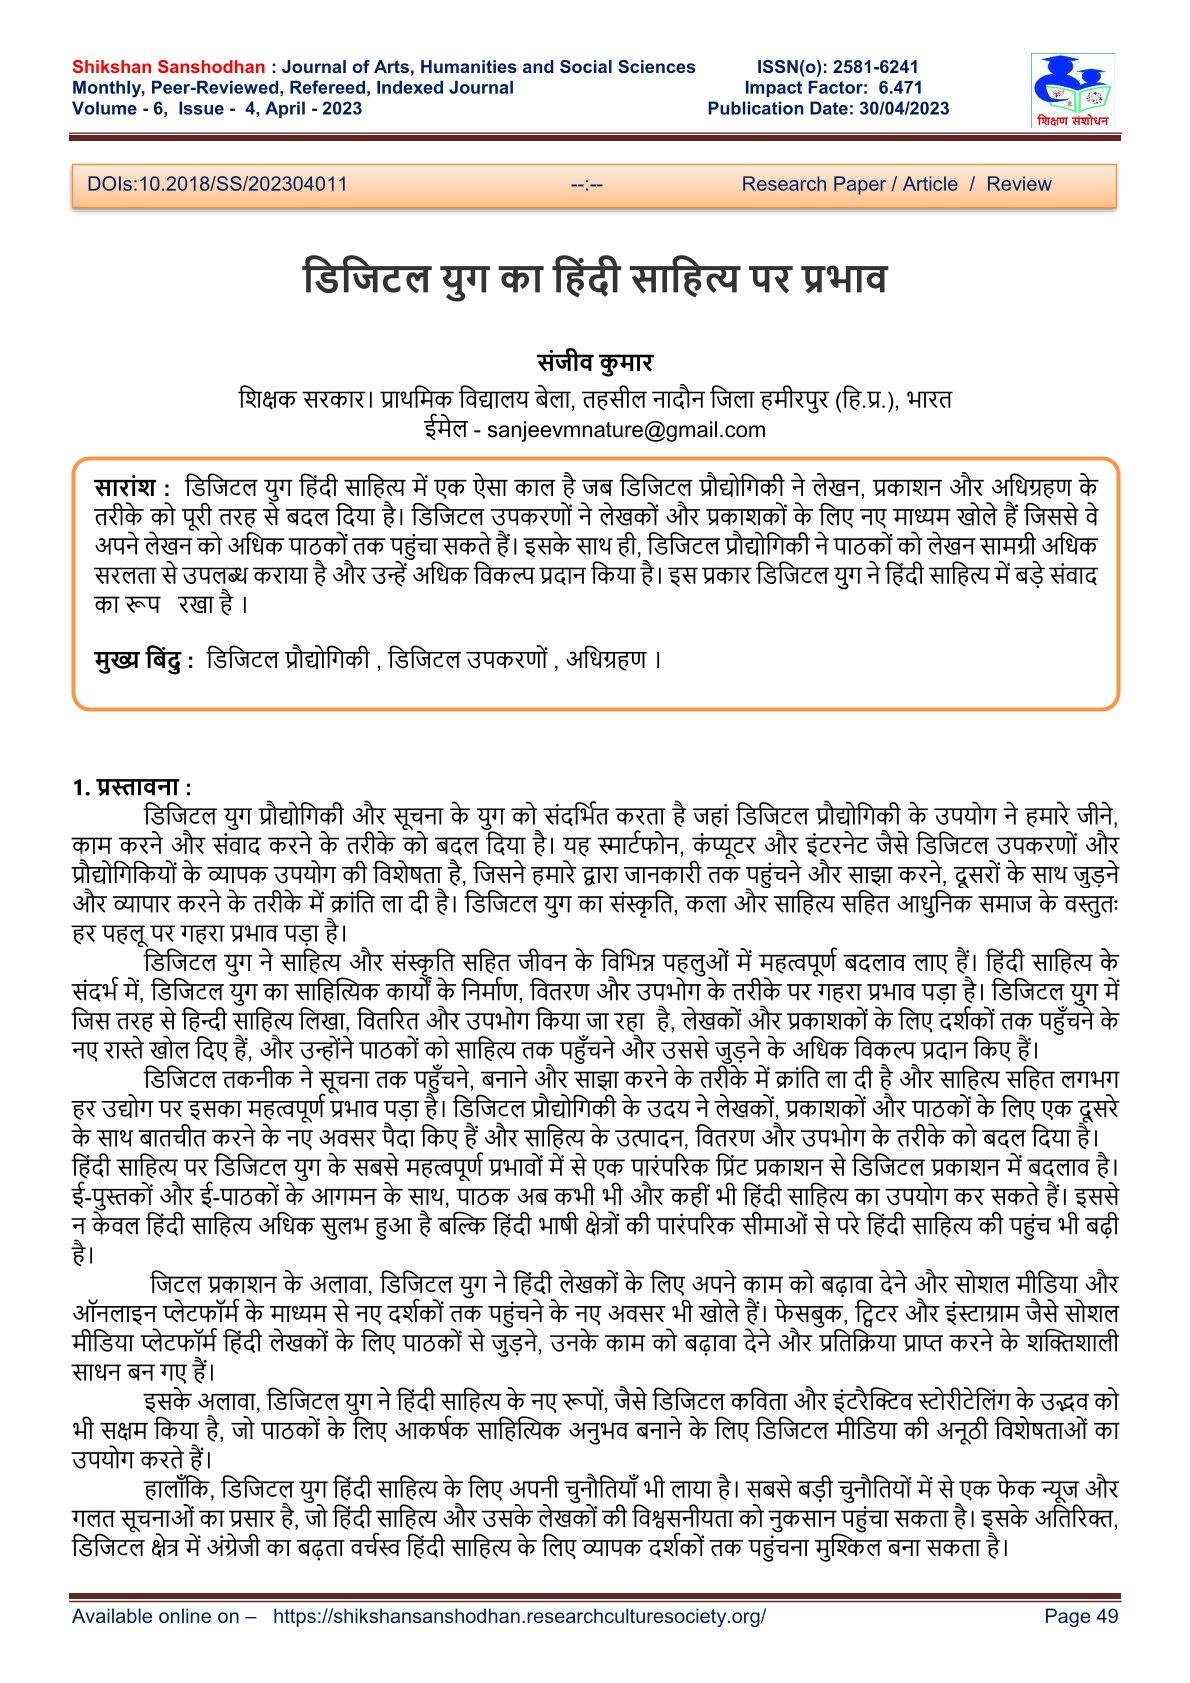 Shikshan Sanshodhan : Journal of Arts, Humanities and Social Sciences ISSN(o): 2581-6241
Monthly, Peer-Reviewed, Refereed, Indexed Journal Impact Factor: 6.471
Volume - 6, Issue - 4, April - 2023 Publication Date: 30/04/2023
शिक्षण संशोधन
DOIs:10.2018/SS/202304011 --:-- Research Paper / Article / Review
डिजिटल युग का हिंदी साहित्य पर प्रभाव
संजीव कुमार
शिक्षक सरकार। प्राथमिक विद्यालय बेला, तहसील नादौन जिला हमीरपुर (हि.प्र.), भारत
ईमेल - sanjeevmnature@gmail.com
सारांश : डिजिटल युग हिंदी साहित्य में एक ऐसा काल है जब डिजिटल प्रौद्योगिकी ने लेखन, प्रकाशन और अधिग्रहण के
तरीके को पूरी तरह से बदल दिया है। डिजिटल उपकरणों ने लेखकों और प्रकाशकों के लिए नए माध्यम खोले हैं जिससे वे
अपने लेखन को अधिक पाठकों तक पहुंचा सकते हैं। इसके साथ ही, डिजिटल प्रौद्योगिकी ने पाठकों को लेखन सामग्री अधिक
सरलता से उपलब्ध कराया है और उन्हें अधिक विकल्प प्रदान किया है। इस प्रकार डिजिटल युग ने हिंदी साहित्य में बड़े संवाद
का रूप रखा है ।
मुख्य बिंदु : डिजिटल प्रौद्योगिकी , डिजिटल उपकरणों , अधिग्रहण ।
1. प्रस्तावना :
डिजिटल युग प्रौद्योगिकी और सूचना के युग को संदर्भित करता है जहां डिजिटल प्रौद्योगिकी के उपयोग ने हमारे जीने,
काम करने और संवाद करने के तरीके को बदल दिया है। यह स्मार्टफोन, कंप्यूटर और इंटरनेट जैसे डिजिटल उपकरणों और
प्रौद्योगिकियों के व्यापक उपयोग की विशेषता है, जिसने हमारे द्वारा जानकारी तक पहुंचने और साझा करने, दूसरों के साथ जुड़ने
और व्यापार करने के तरीके में क्रांति ला दी है। डिजिटल युग का संस्कृति, कला और साहित्य सहित आधुनिक समाज के वस्तुतः
हर पहलू पर गहरा प्रभाव पड़ा है।
डिजिटल युग ने साहित्य और संस्कृति सहित जीवन के विभिन्न पहलुओं में महत्वपूर्ण बदलाव लाए हैं। हिंदी साहित्य के
संदर्भ में, डिजिटल युग का साहित्यिक कार्यों के निर्माण, वितरण और उपभोग के तरीके पर गहरा प्रभाव पड़ा है। डिजिटल युग में
जिस तरह से हिन्दी साहित्य लिखा, वितरित और उपभोग किया जा रहा है, लेखकों और प्रकाशकों के लिए दर्शकों तक पहुँचने के
नए रास्ते खोल दिए हैं, और उन्होंने पाठकों को साहित्य तक पहुँचने और उससे जुड़ने के अधिक विकल्प प्रदान किए हैं।
डिजिटल तकनीक ने सूचना तक पहुँचने, बनाने और साझा करने के तरीके में क्रांति ला दी है और साहित्य सहित लगभग
हर उद्योग पर इसका महत्वपूर्ण प्रभाव पड़ा है। डिजिटल प्रौद्योगिकी के उदय ने लेखकों, प्रकाशकों और पाठकों के लिए एक दूसरे
के साथ बातचीत करने के नए अवसर पैदा किए हैं और साहित्य के उत्पादन, वितरण और उपभोग के तरीके को बदल दिया है।
हिंदी साहित्य पर डिजिटल युग के सबसे महत्वपूर्ण प्रभावों में से एक पारंपरिक प्रिंट प्रकाशन से डिजिटल प्रकाशन में बदलाव है।
ई-पुस्तकों और ई-पाठकों के आगमन के साथ, पाठक अब कभी भी और कहीं भी हिंदी साहित्य का उपयोग कर सकते हैं। इससे
न केवल हिंदी साहित्य अधिक सुलभ हुआ है बल्कि हिंदी भाषी क्षेत्रों की पारंपरिक सीमाओं से परे हिंदी साहित्य की पहुंच भी बढ़ी
है।
जिटल प्रकाशन के अलावा, डिजिटल युग ने हिंदी लेखकों के लिए अपने काम को बढ़ावा देने और सोशल मीडिया और
ऑनलाइन प्लेटफॉर्म के माध्यम से नए दर्शकों तक पहुंचने के नए अवसर भी खोले हैं। फेसबुक, ट्विटर और इंस्टाग्राम जैसे सोशल
मीडिया प्लेटफॉर्म हिंदी लेखकों के लिए पाठकों से जुड़ने, उनके काम को बढ़ावा देने और प्रतिक्रिया प्राप्त करने के शक्तिशाली
साधन बन गए हैं।
इसके अलावा, डिजिटल युग ने हिंदी साहित्य के नए रूपों, जैसे डिजिटल कविता और इंटरैक्टिव स्टोरीटेलिंग के उद्भव को
भी सक्षम किया है, जो पाठकों के लिए आकर्षक साहित्यिक अनुभव बनाने के लिए डिजिटल मीडिया की अनूठी विशेषताओं का
उपयोग करते हैं।
हालाँकि, डिजिटल युग हिंदी साहित्य के लिए अपनी चुनौतियाँ भी लाया है। सबसे बड़ी चुनौतियों में से एक फेक न्यूज और
गलत सूचनाओं का प्रसार है, जो हिंदी साहित्य और उसके लेखकों की विश्वसनीयता को नुकसान पहुंचा सकता है। इसके अतिरिक्त,
डिजिटल क्षेत्र में अंग्रेजी का बढ़ता वर्चस्व हिंदी साहित्य के लिए व्यापक दर्शकों तक पहुंचना मुश्किल बना सकता है।
Available online on – https://shikshansanshodhan.researchculturesociety.org/ Page 49